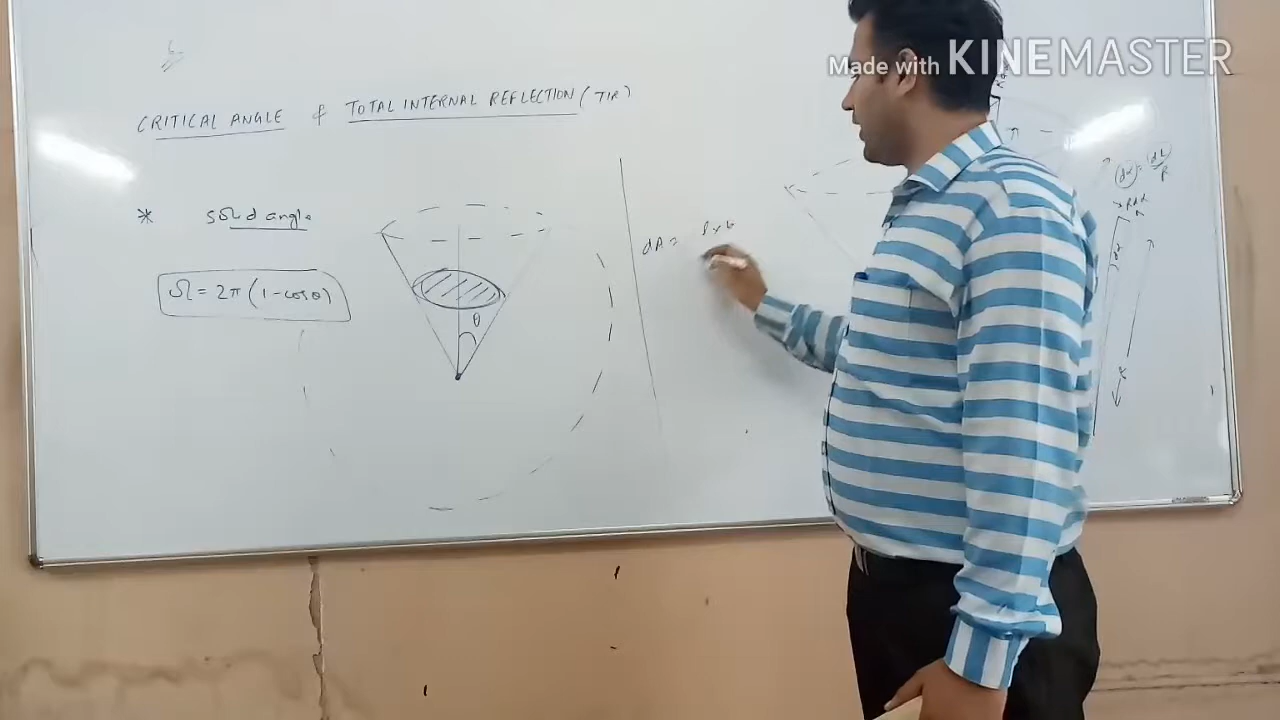 Made with KINEMASTER
CRITICAL ANGLE & TOTAL INTERNAL REFLECTION (TIR)
* Solid angle
Ω = 2π (1-cosθ)
θ
dA = l × b